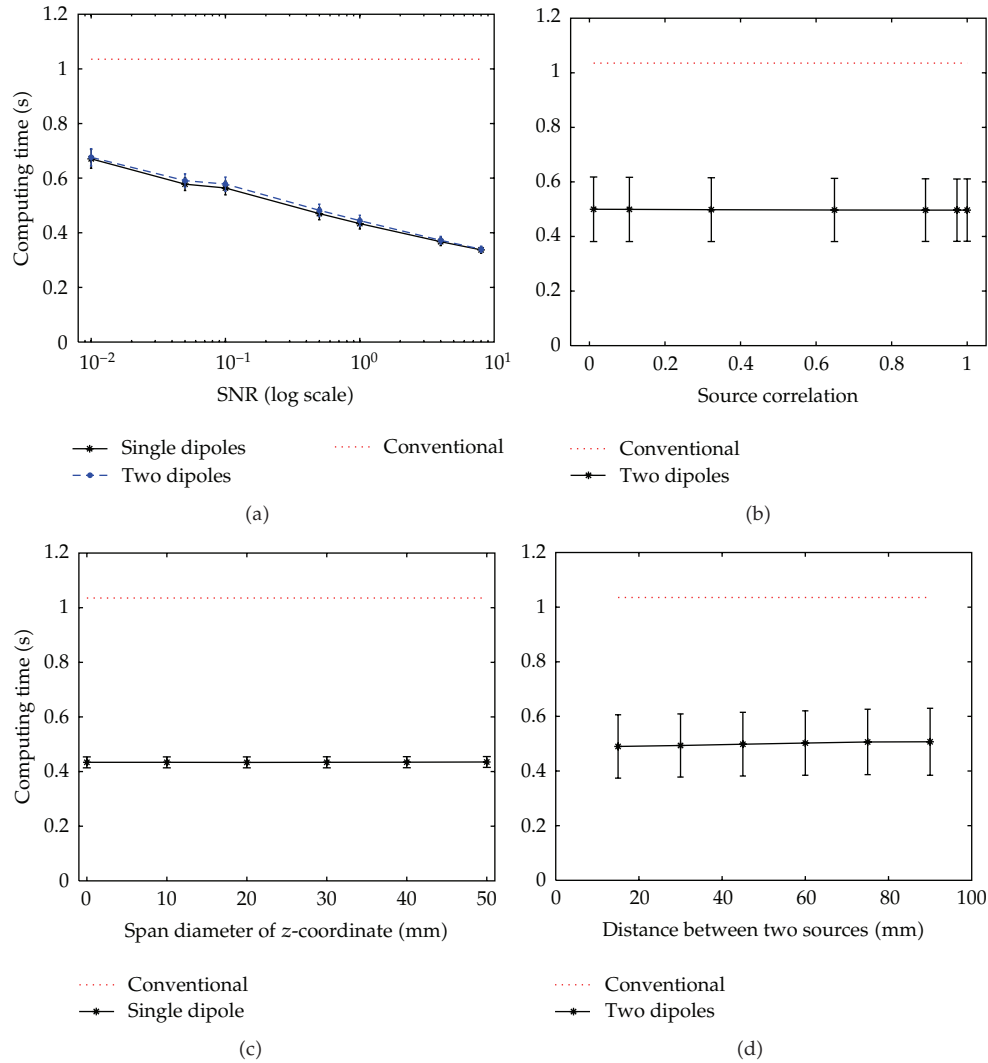 1.2
1
0.8
0.6
0.4
0.2
0
Computing time (s)
10−2
10−1
100
101
SNR (log scale)
Single dipoles
Two dipoles
Conventional
(a)
1.2
1
0.8
0.6
0.4
0.2
0
0 0.2 0.4 0.6 0.8 1
Source correlation
Conventional
Two dipoles
(b)
1.2
1
0.8
0.6
0.4
0.2
0
Computing time (s)
0 10 20 30 40 50
Span diameter of z-coordinate (mm)
Conventional
Single dipole
(c)
1.2
1
0.8
0.6
0.4
0.2
0
0 20 40 60 80 100
Distance between two sources (mm)
Conventional
Two dipoles
(d)